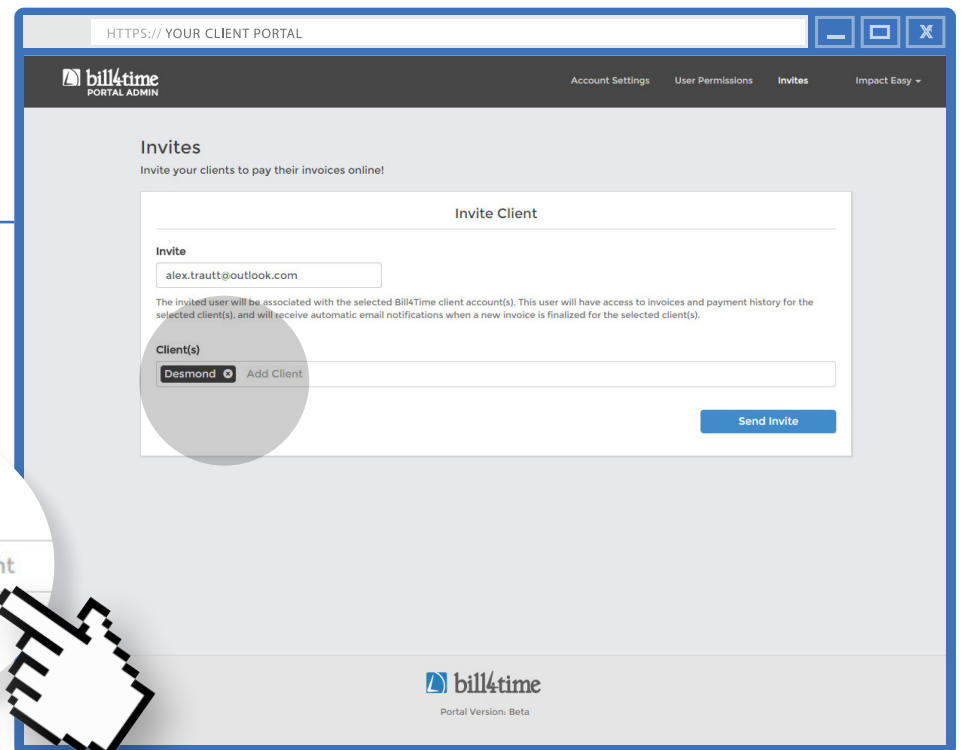 HTTPS:// YOUR CLIENT PORTAL
X
bill4time
PORTAL ADMIN
Account Settings User Permissions Invites Impact Easy
Invites
Invite your clients to pay their invoices online!
Invite Client
Invite
alex.trautt@outlook.com
The invited user will be associated with the selected Bill4Time client account(s). This user will have access to invoices and payment history for the
selected client(s), and will receive automatic email notifications when a new invoice is finalized for the selected client(s).
Client(s)
Desmond Add Client
Send Invite
nt
bill4time
Portal Version: Beta